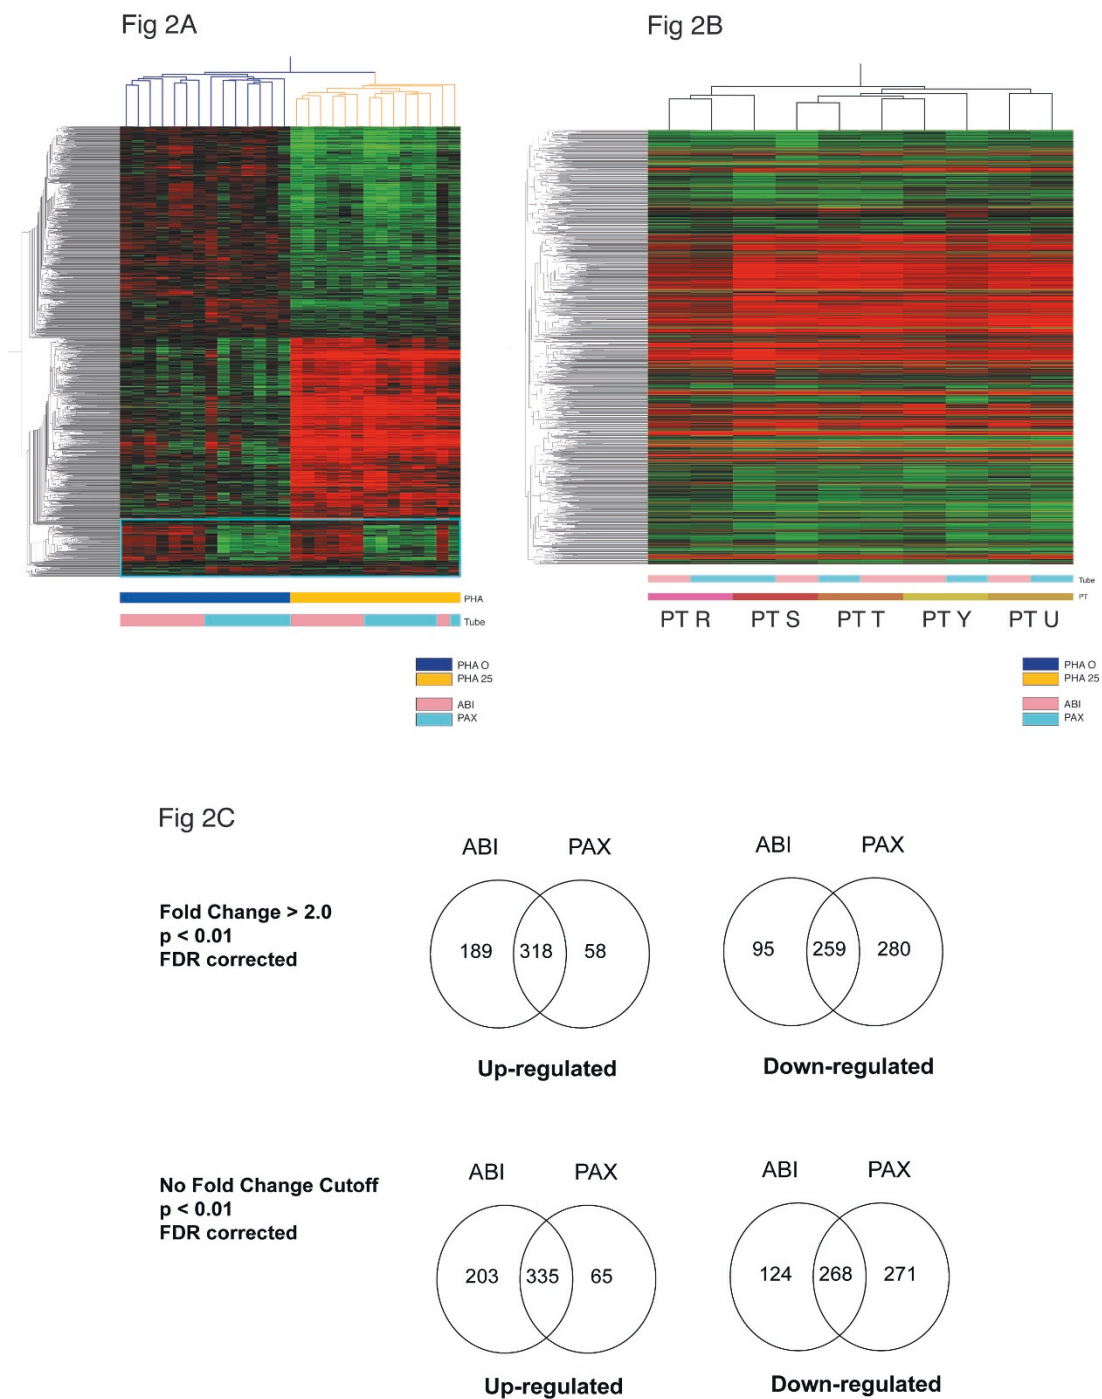 Fig 2A
Fig 2B
PHA
Tube
PHA O
PHA 25
ABI
PAX
Tube
PT
PT R PT S PT T PT Y PT U
PHA O
PHA 25
ABI
PAX
Fig 2C
ABI PAX ABI PAX
Fold Change > 2.0
p < 0.01
FDR corrected
189 318 58 95 259 280
Up-regulated Down-regulated
ABI PAX ABI PAX
No Fold Change Cutoff
p < 0.01
FDR corrected
203 335 65 124 268 271
Up-regulated Down-regulated